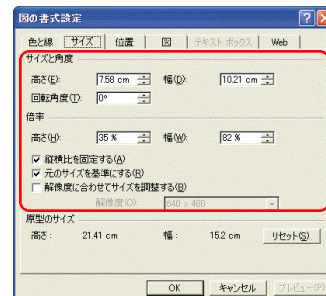 図の書式設定
色と線 サイズ 位置 図 テキスト ボックス Web
サイズと角度
高さ(E): 7.58 cm 幅(D): 10.21 cm
回転角度(T): 0°
倍率
高さ(H): 35 % 幅(W): 82 %
縦横比を固定する(A)
元のサイズを基準にする(R)
解像度に合わせてサイズを調整する(B)
解像度(O): 640 x 480
原型のサイズ
高さ: 21.41 cm 幅: 15.2 cm リセット(S)
OK キャンセル プレビュー(P)